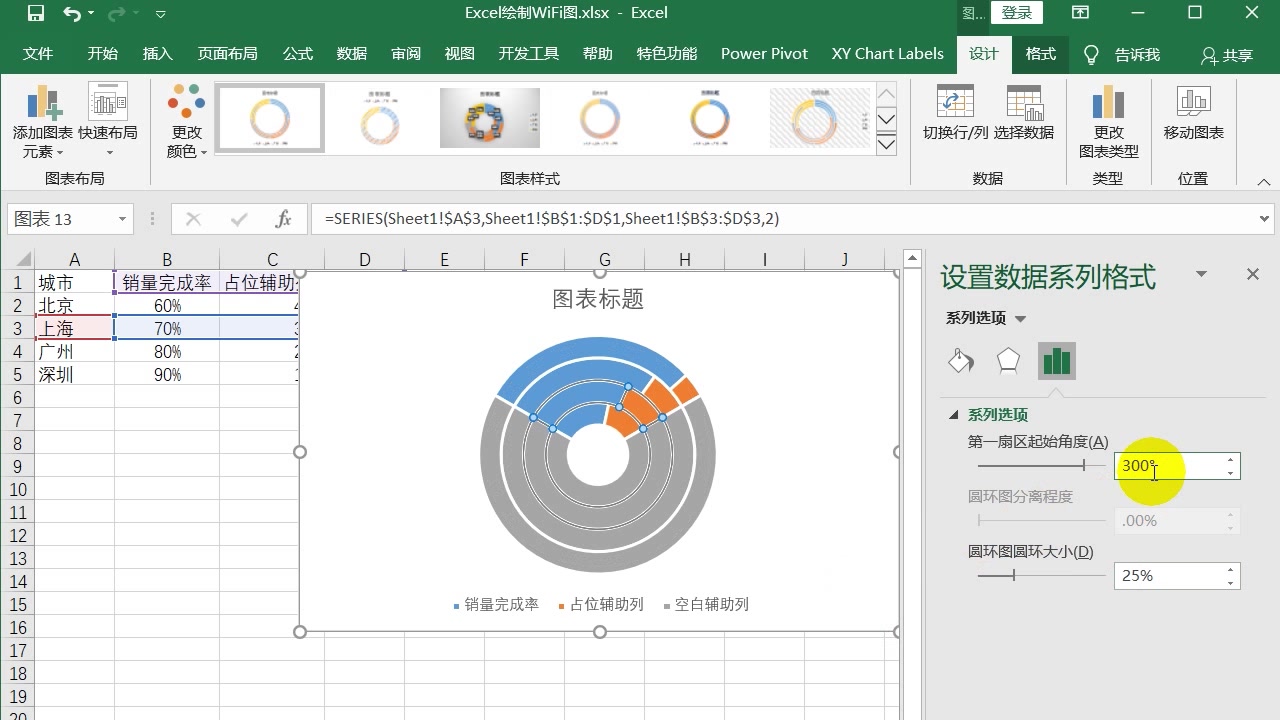 Excel绘制WiFi图.xlsx - Excel
图...
登录
文件 开始 插入 页面布局 公式 数据 审阅 视图 开发工具 帮助 特色功能 Power Pivot XY Chart Labels 设计 格式 告诉我 共享
添加图表元素
快速布局
更改颜色
切换行/列
选择数据
更改图表类型
移动图表
图表布局
图表样式
数据
类型
位置
图表 13
fx
=SERIES(Sheet1!$A$3,Sheet1!$B$1:$D$1,Sheet1!$B$3:$D$3,2)
A B C D E F G H I J
1 城市 销量完成率 占位辅助
2 北京 60%
3 上海 70%
4 广州 80%
5 深圳 90%
6
7
8
9
10
11
12
13
14
15
16
17
18
19
20
图表标题
销量完成率 占位辅助列 空白辅助列
设置数据系列格式
系列选项
系列选项
第一扇区起始角度(A)
300°
圆环图分离程度
.00%
圆环图圆环大小(D)
25%